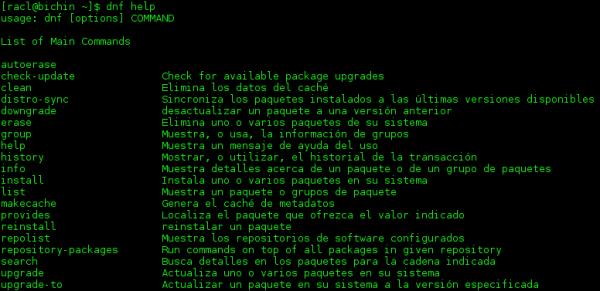 [racl@bichin ~]$ dnf help
usage: dnf [options] COMMAND
List of Main Commands
autoerase
check-update Check for available package upgrades
clean Elimina los datos del caché
distro-sync Sincroniza los paquetes instalados a las últimas versiones disponibles
downgrade desactualizar un paquete a una versión anterior
erase Elimina uno o varios paquetes de su sistema
group Muestra, o usa, la información de grupos
help Muestra un mensaje de ayuda del uso
history Mostrar, o utilizar, el historial de la transacción
info Muestra detalles acerca de un paquete o de un grupo de paquetes
install Instala uno o varios paquetes en su sistema
list Muestra un paquete o grupos de paquete
makecache Genera el caché de metadatos
provides Localiza el paquete que ofrezca el valor indicado
reinstall reinstalar un paquete
repolist Muestra los repositorios de software configurados
repository-packages Run commands on top of all packages in given repository
search Busca detalles en los paquetes para la cadena indicada
upgrade Actualiza uno o varios paquetes en su sistema
upgrade-to Actualizar un paquete en su sistema a la versión especificada